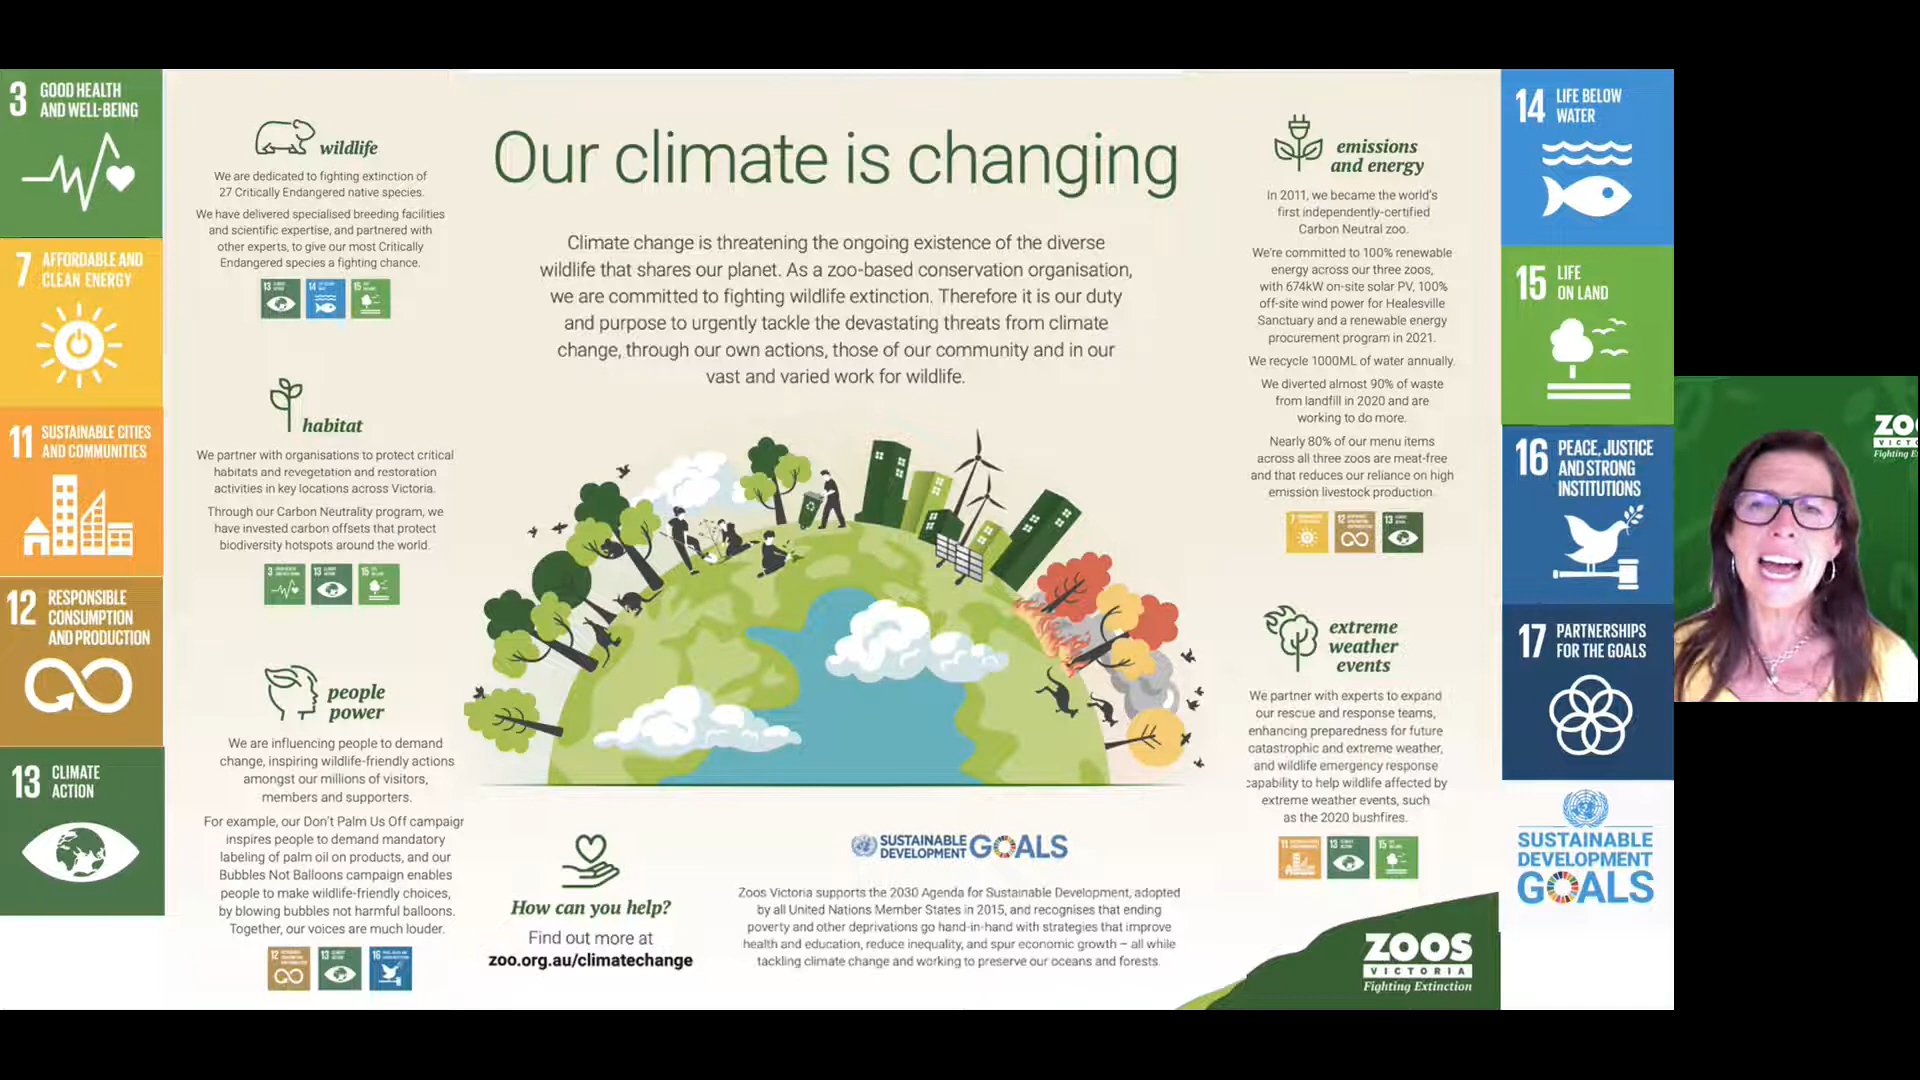 3 GOOD HEALTH
AND WELL-BEING
7 AFFORDABLE AND
CLEAN ENERGY
11 SUSTAINABLE CITIES
AND COMMUNITIES
12 RESPONSIBLE
CONSUMPTION
AND PRODUCTION
13 CLIMATE
ACTION
wildlife
We are dedicated to fighting extinction of
27 Critically Endangered native species.
We have delivered specialised breeding facilities
and scientific expertise, and partnered with
other experts, to give our most Critically
Endangered species a fighting chance.
13
14
15
habitat
We partner with organisations to protect critical
habitats and revegetation and restoration
activities in key locations across Victoria.
Through our Carbon Neutrality program, we
have invested carbon offsets that protect
biodiversity hotspots around the world.
3
13
15
people
power
We are influencing people to demand
change, inspiring wildlife-friendly actions
amongst our millions of visitors,
members and supporters.
For example, our Don't Palm Us Off campaign
inspires people to demand mandatory
labeling of palm oil on products, and our
Bubbles Not Balloons campaign enables
people to make wildlife-friendly choices,
by blowing bubbles not harmful balloons.
Together, our voices are much louder.
12
13
16
Our climate is changing
Climate change is threatening the ongoing existence of the diverse
wildlife that shares our planet. As a zoo-based conservation organisation,
we are committed to fighting wildlife extinction. Therefore it is our duty
and purpose to urgently tackle the devastating threats from climate
change, through our own actions, those of our community and in our
vast and varied work for wildlife.
How can you help?
Find out more at
zoo.org.au/climatechange
SUSTAINABLE
DEVELOPMENT GOALS
Zoos Victoria supports the 2030 Agenda for Sustainable Development, adopted
by all United Nations Member States in 2015, and recognises that ending
poverty and other deprivations go hand-in-hand with strategies that improve
health and education, reduce inequality, and spur economic growth – all while
tackling climate change and working to preserve our oceans and forests.
emissions
and energy
In 2011, we became the world's
first independently-certified
Carbon Neutral zoo.
We're committed to 100% renewable
energy across our three zoos,
with 674kW on-site solar PV, 100%
off-site wind power for Healesville
Sanctuary and a renewable energy
procurement program in 2021.
We recycle 1000ML of water annually.
We diverted almost 90% of waste
from landfill in 2020 and are
working to do more.
Nearly 80% of our menu items
across all three zoos are meat-free
and that reduces our reliance on high
emission livestock production.
7
12
13
extreme
weather
events
We partner with experts to expand
our rescue and response teams,
enhancing preparedness for future
catastrophic and extreme weather,
and wildlife emergency response
capability to help wildlife affected by
extreme weather events, such
as the 2020 bushfires.
11
13
15
ZOOS
VICTORIA
Fighting Extinction
14 LIFE BELOW
WATER
15 LIFE
ON LAND
16 PEACE, JUSTICE
AND STRONG
INSTITUTIONS
17 PARTNERSHIPS
FOR THE GOALS
SUSTAINABLE
DEVELOPMENT
GOALS
ZO
VICT
Fighting E